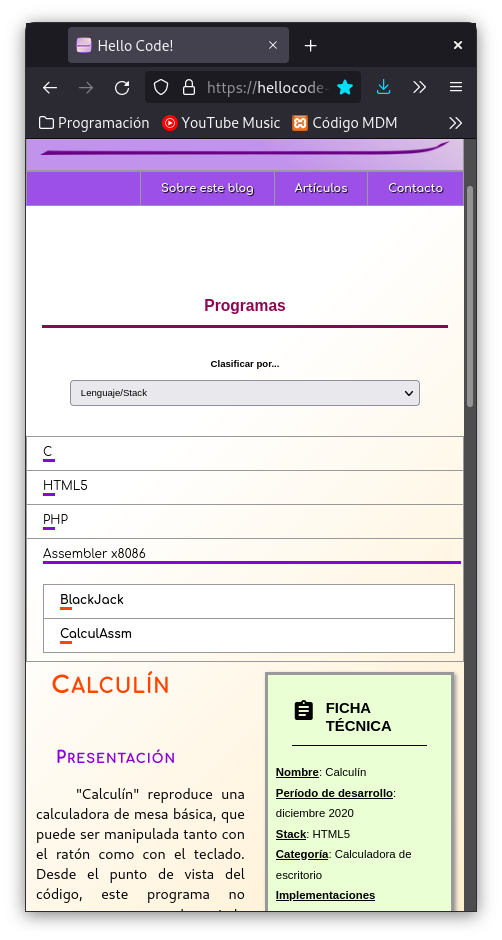 Hello Code!
https://hellocode-
Programación YouTube Music Código MDM
Sobre este blog Artículos Contacto
Programas
Clasificar por...
Lenguaje/Stack
C
HTML5
PHP
Assembler x8086
BlackJack
CalculAssm
Calculín
Presentación
"Calculín" reproduce una
calculadora de mesa básica, que
puede ser manipulada tanto con
el ratón como con el teclado.
Desde el punto de vista del
código, este programa no
FICHA
TÉCNICA
Nombre: Calculín
Período de desarrollo:
diciembre 2020
Stack: HTML5
Categoría: Calculadora de
escritorio
Implementaciones